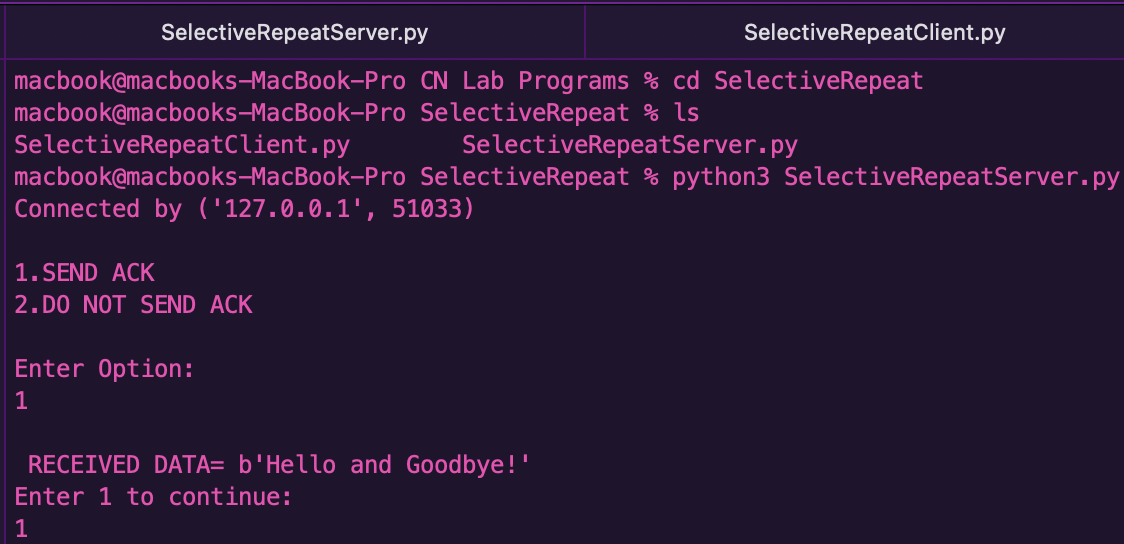 SelectiveRepeatServer.py SelectiveRepeatClient.py
macbook@macbooks-MacBook-Pro CN Lab Programs % cd SelectiveRepeat
macbook@macbooks-MacBook-Pro SelectiveRepeat % ls
SelectiveRepeatClient.py SelectiveRepeatServer.py
macbook@macbooks-MacBook-Pro SelectiveRepeat % python3 SelectiveRepeatServer.py
Connected by ('127.0.0.1', 51033)
1.SEND ACK
2.DO NOT SEND ACK
Enter Option:
1
RECEIVED DATA= b'Hello and Goodbye!'
Enter 1 to continue:
1